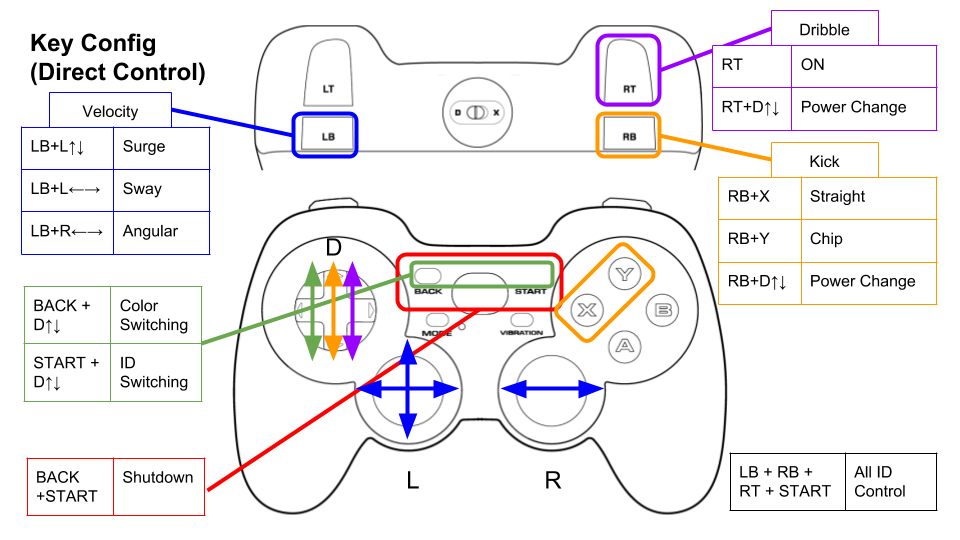 Key Config
(Direct Control)
Velocity
LB+L↑↓ Surge
LB+L←→ Sway
LB+R←→ Angular
LT
LB
D X
RT
RB
Dribble
RT ON
RT+D↑↓ Power Change
Kick
RB+X Straight
RB+Y Chip
RB+D↑↓ Power Change
BACK +
D↑↓
Color
Switching
START +
D↑↓
ID
Switching
D
BACK
START
MODE
VIBRATION
Y
X
B
A
L
R
BACK
+START
Shutdown
LB + RB +
RT + START
All ID
Control